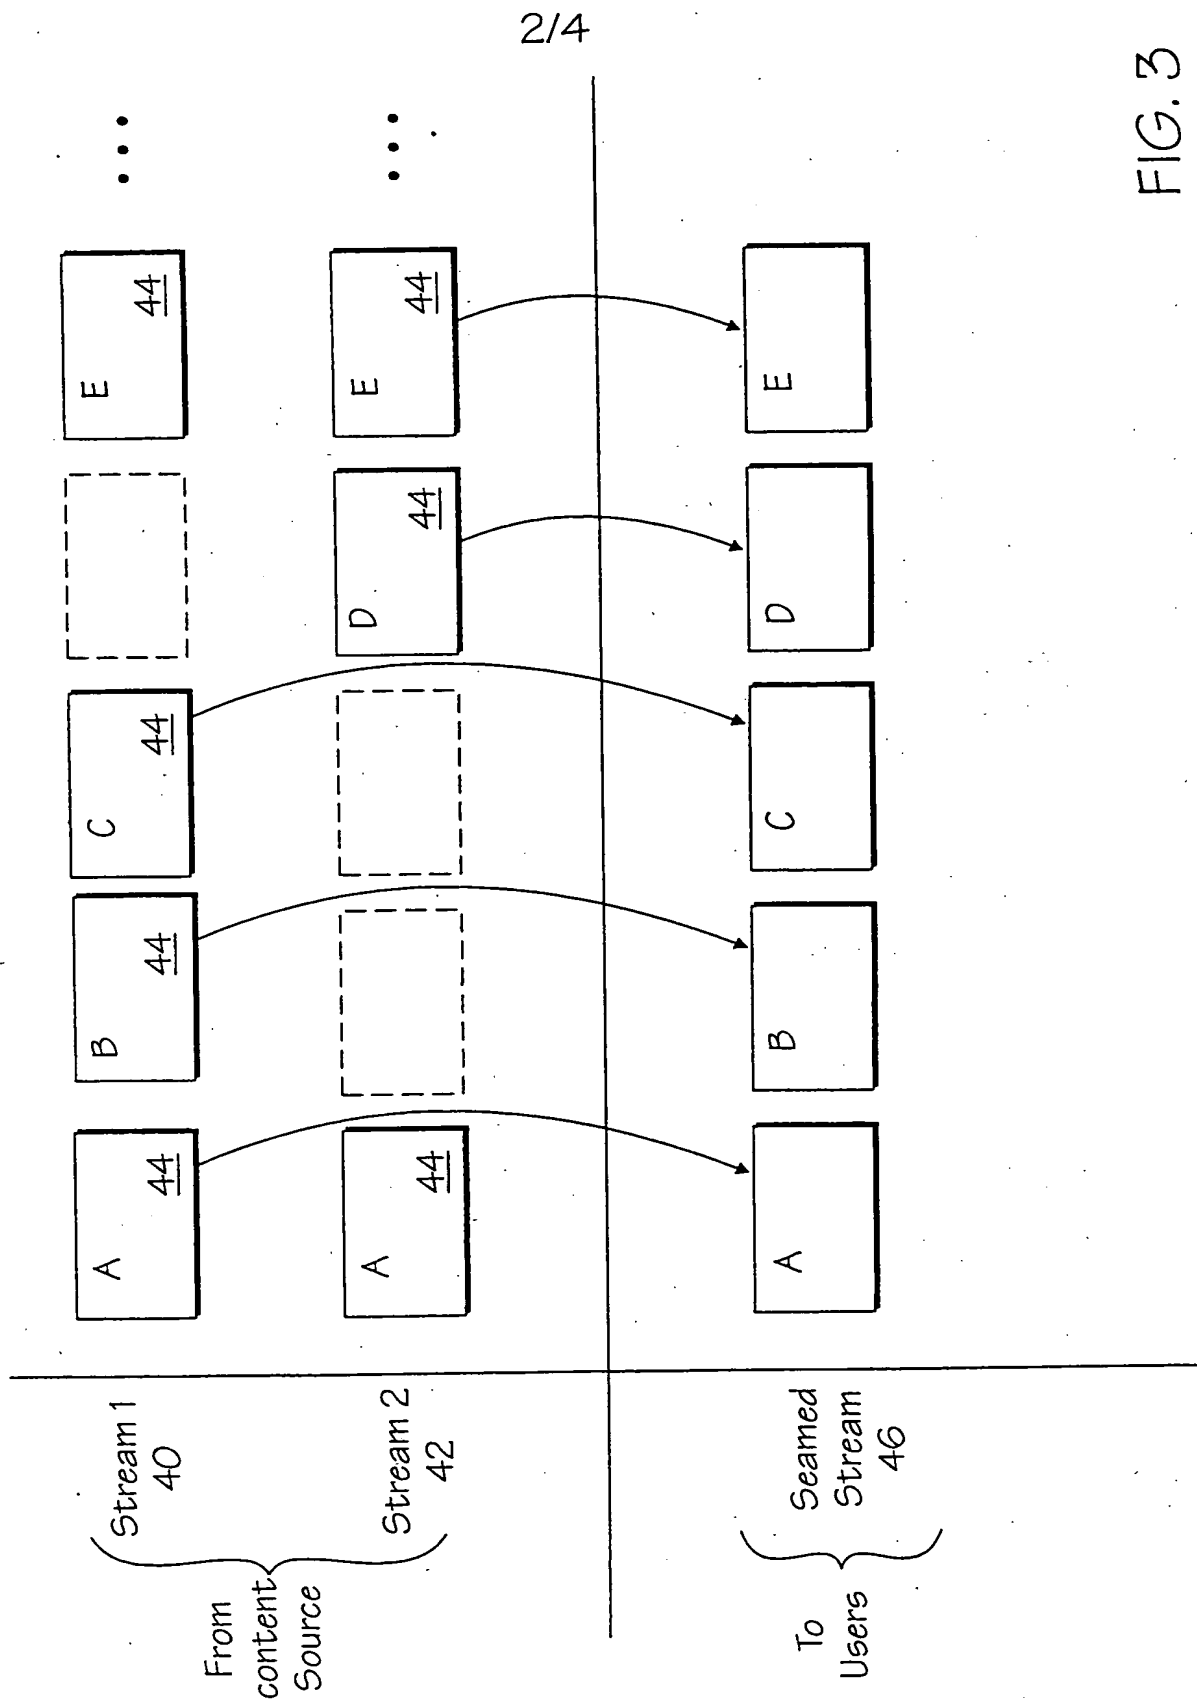 2/4
From
content
Source
Stream 1
40
A
44
B
44
C
44
E
44
Stream 2
42
A
44
D
44
E
44
To
Users
Seamed
Stream
46
A
B
C
D
E
FIG. 3